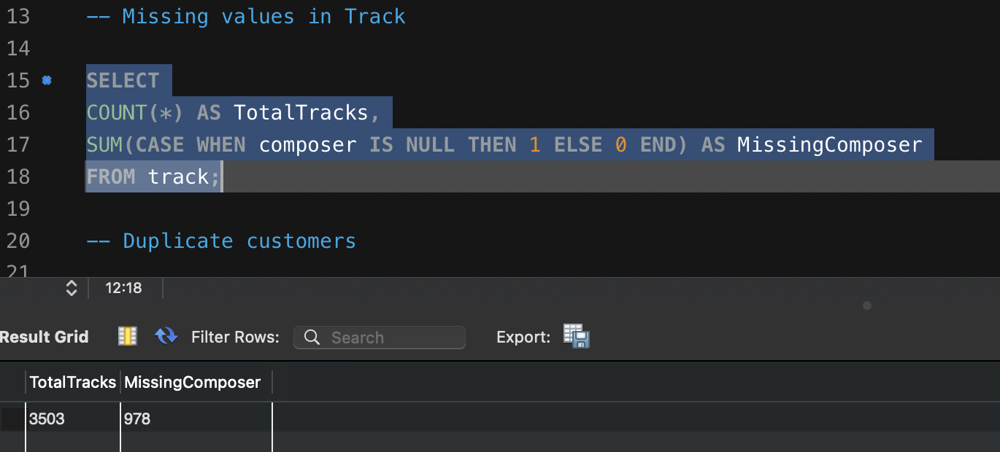 13 -- Missing values in Track
14
15 SELECT
16 COUNT(*) AS TotalTracks,
17 SUM(CASE WHEN composer IS NULL THEN 1 ELSE 0 END) AS MissingComposer
18 FROM track;
19
20 -- Duplicate customers
21
12:18
Result Grid Filter Rows: Search Export:
TotalTracks MissingComposer
3503 978